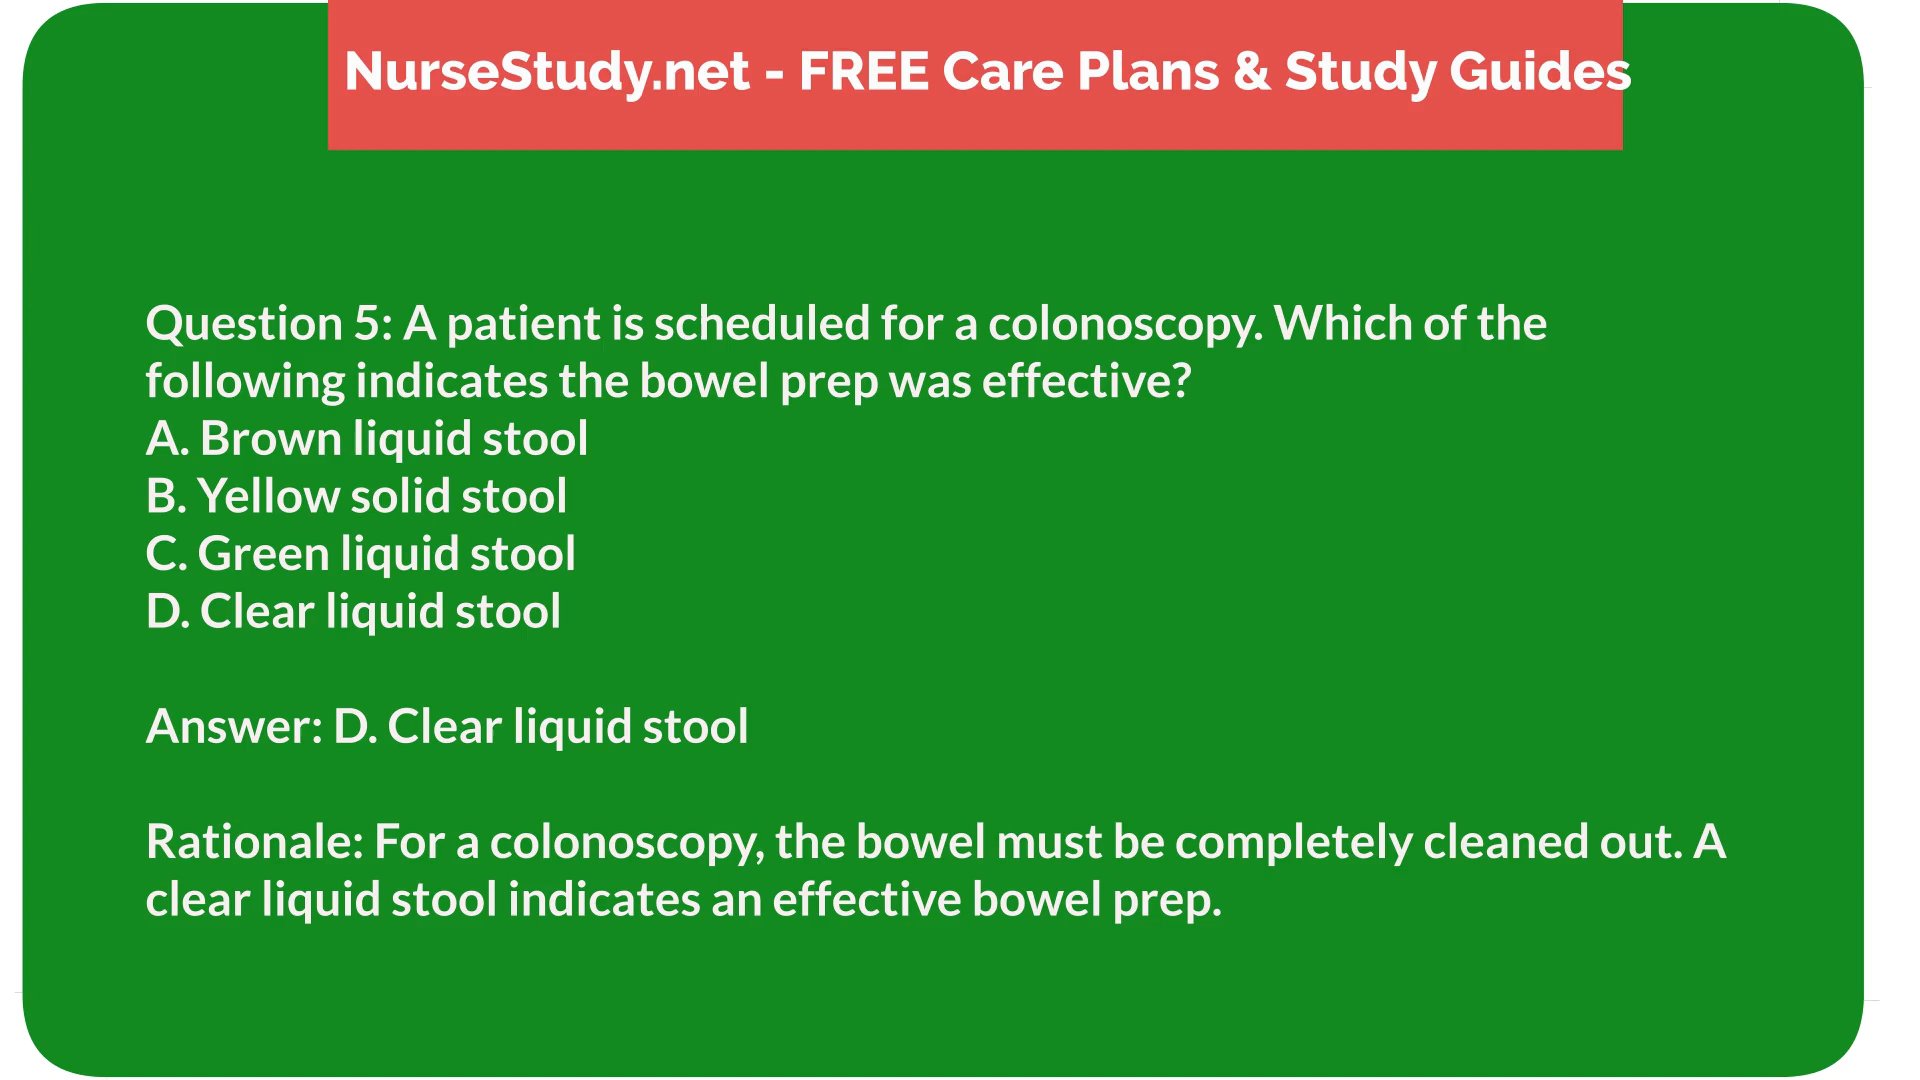 NurseStudy.net - FREE Care Plans & Study Guides
Question 5: A patient is scheduled for a colonoscopy. Which of the
following indicates the bowel prep was effective?
A. Brown liquid stool
B. Yellow solid stool
C. Green liquid stool
D. Clear liquid stool
Answer: D. Clear liquid stool
Rationale: For a colonoscopy, the bowel must be completely cleaned out. A
clear liquid stool indicates an effective bowel prep.